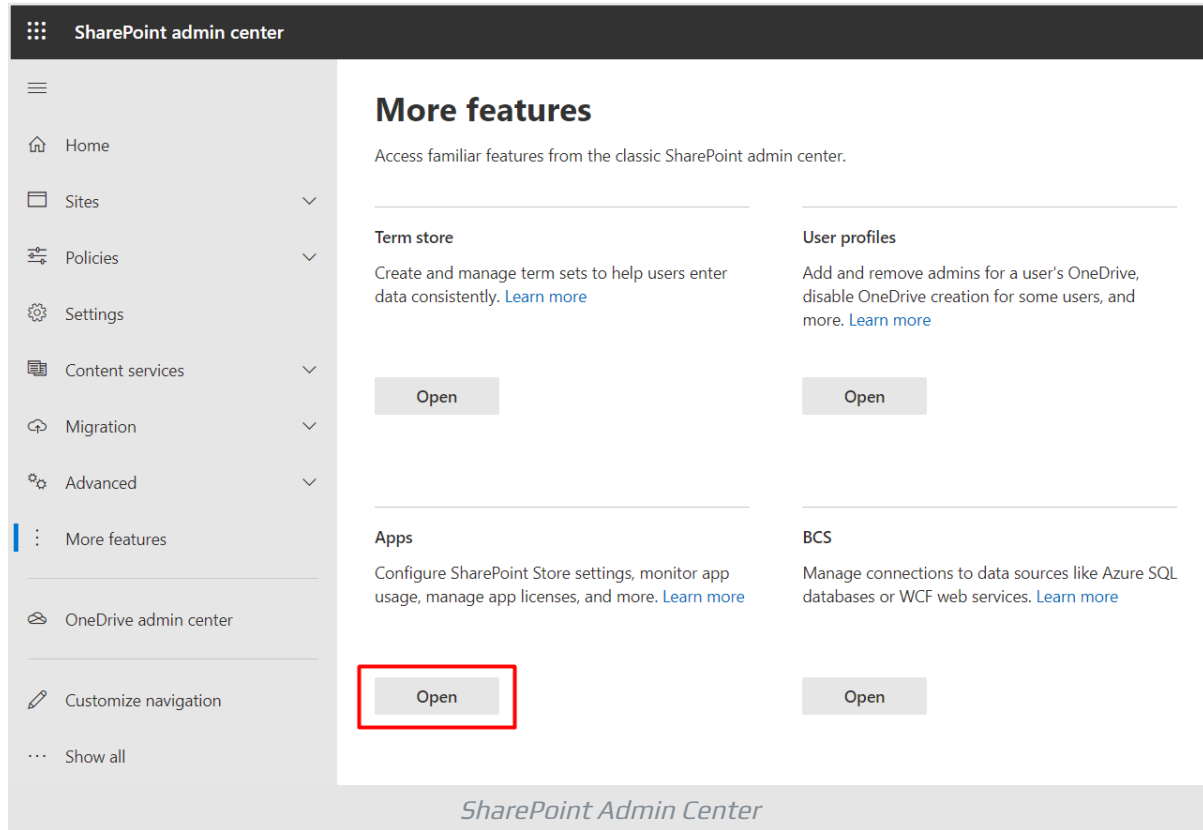 SharePoint admin center
Home
Sites
Policies
Settings
Content services
Migration
Advanced
More features
OneDrive admin center
Customize navigation
Show all
More features
Access familiar features from the classic SharePoint admin center.
Term store
Create and manage term sets to help users enter
data consistently. Learn more
Open
User profiles
Add and remove admins for a user's OneDrive,
disable OneDrive creation for some users, and
more. Learn more
Open
Apps
Configure SharePoint Store settings, monitor app
usage, manage app licenses, and more. Learn more
Open
BCS
Manage connections to data sources like Azure SQL
databases or WCF web services. Learn more
Open
SharePoint Admin Center